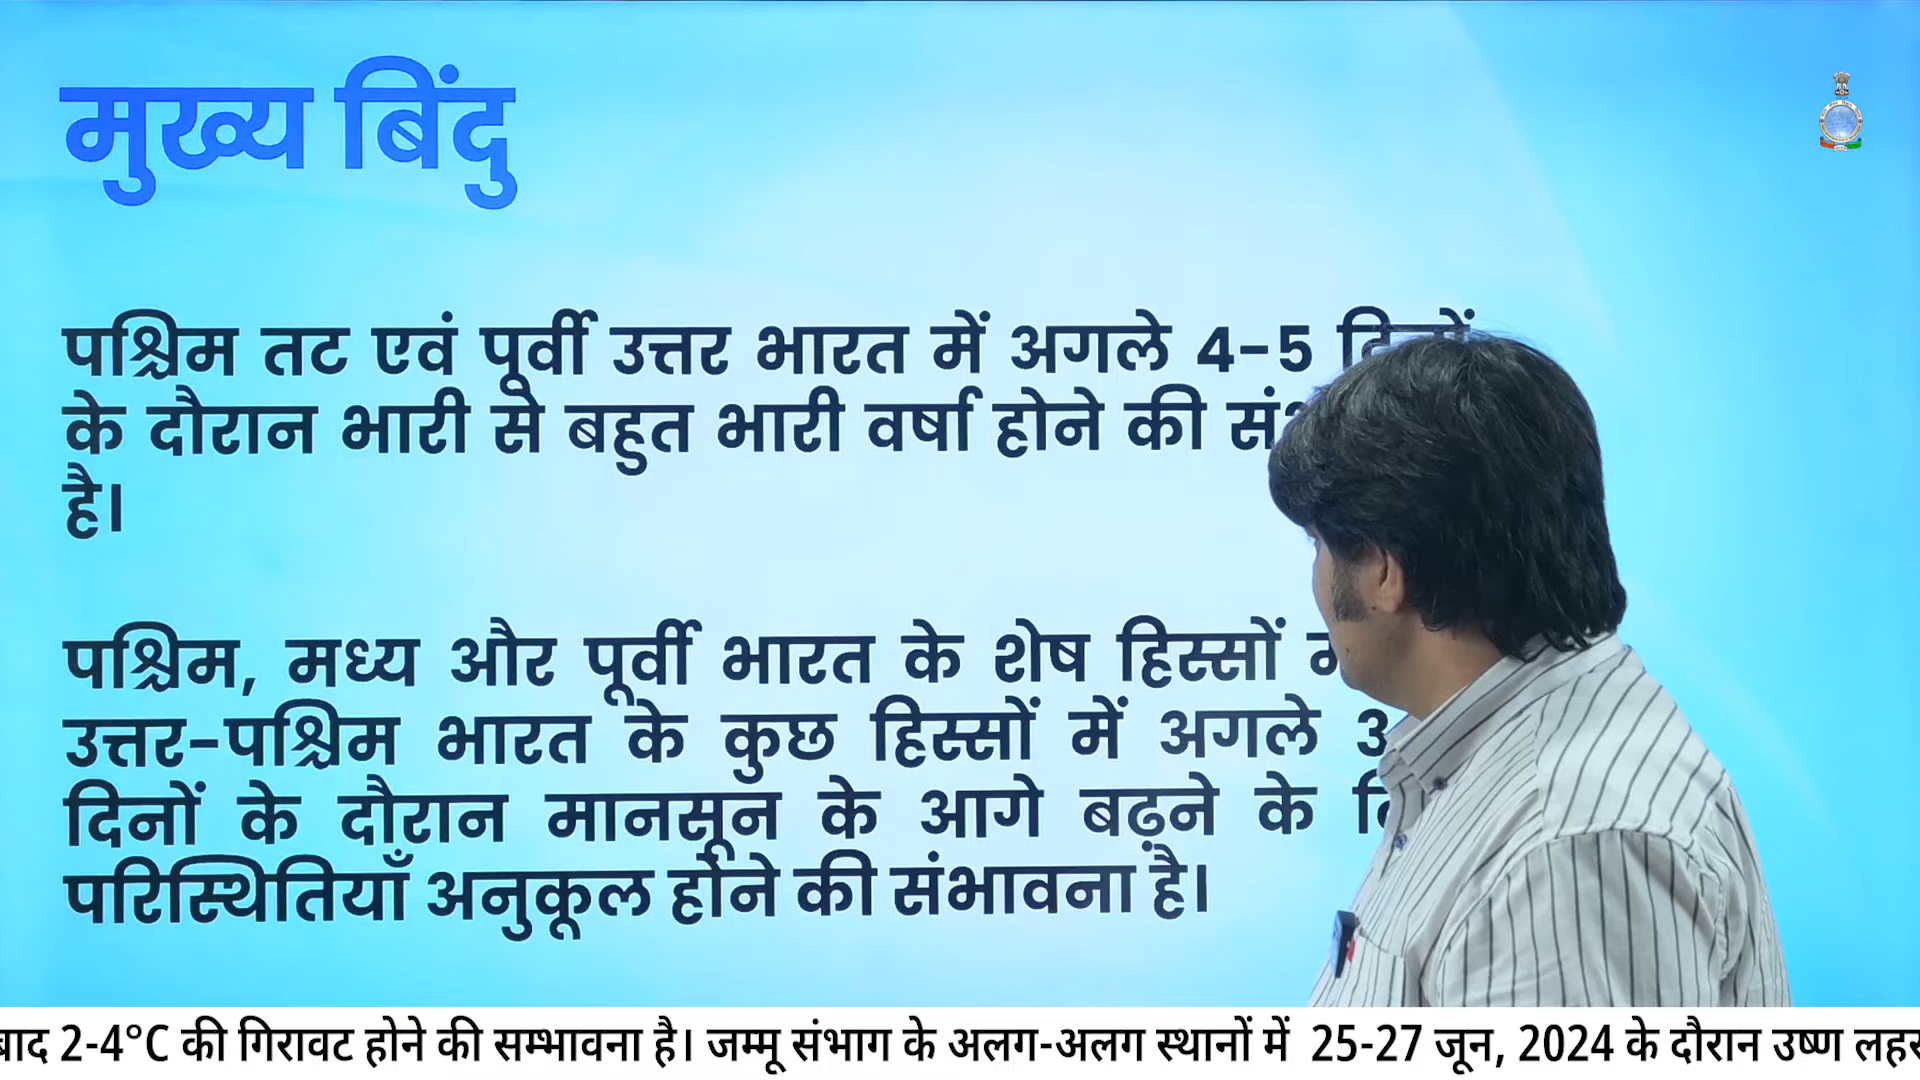 मुख्य बिंदु
पश्चिम तट एवं पूर्वी उत्तर भारत में अगले 4-5 दिनों
के दौरान भारी से बहुत भारी वर्षा होने की
है।
पश्चिम, मध्य और पूर्वी भारत के शेष हिस्सों
उत्तर-पश्चिम भारत के कुछ हिस्सों में अगले 3
दिनों के दौरान मानसून के आगे बढ़ने के
परिस्थितियाँ अनुकूल होने की संभावना है।
बाद 2-4°C की गिरावट होने की सम्भावना है। जम्मू संभाग के अलग-अलग स्थानों में 25-27 जून, 2024 के दौरान उष्ण